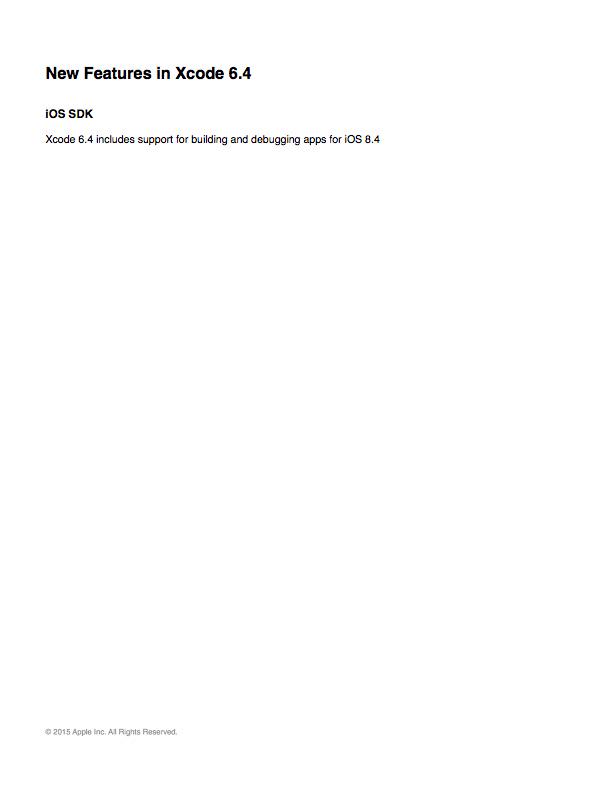 New Features in Xcode 6.4
iOS SDK
Xcode 6.4 includes support for building and debugging apps for iOS 8.4
© 2015 Apple Inc. All Rights Reserved.